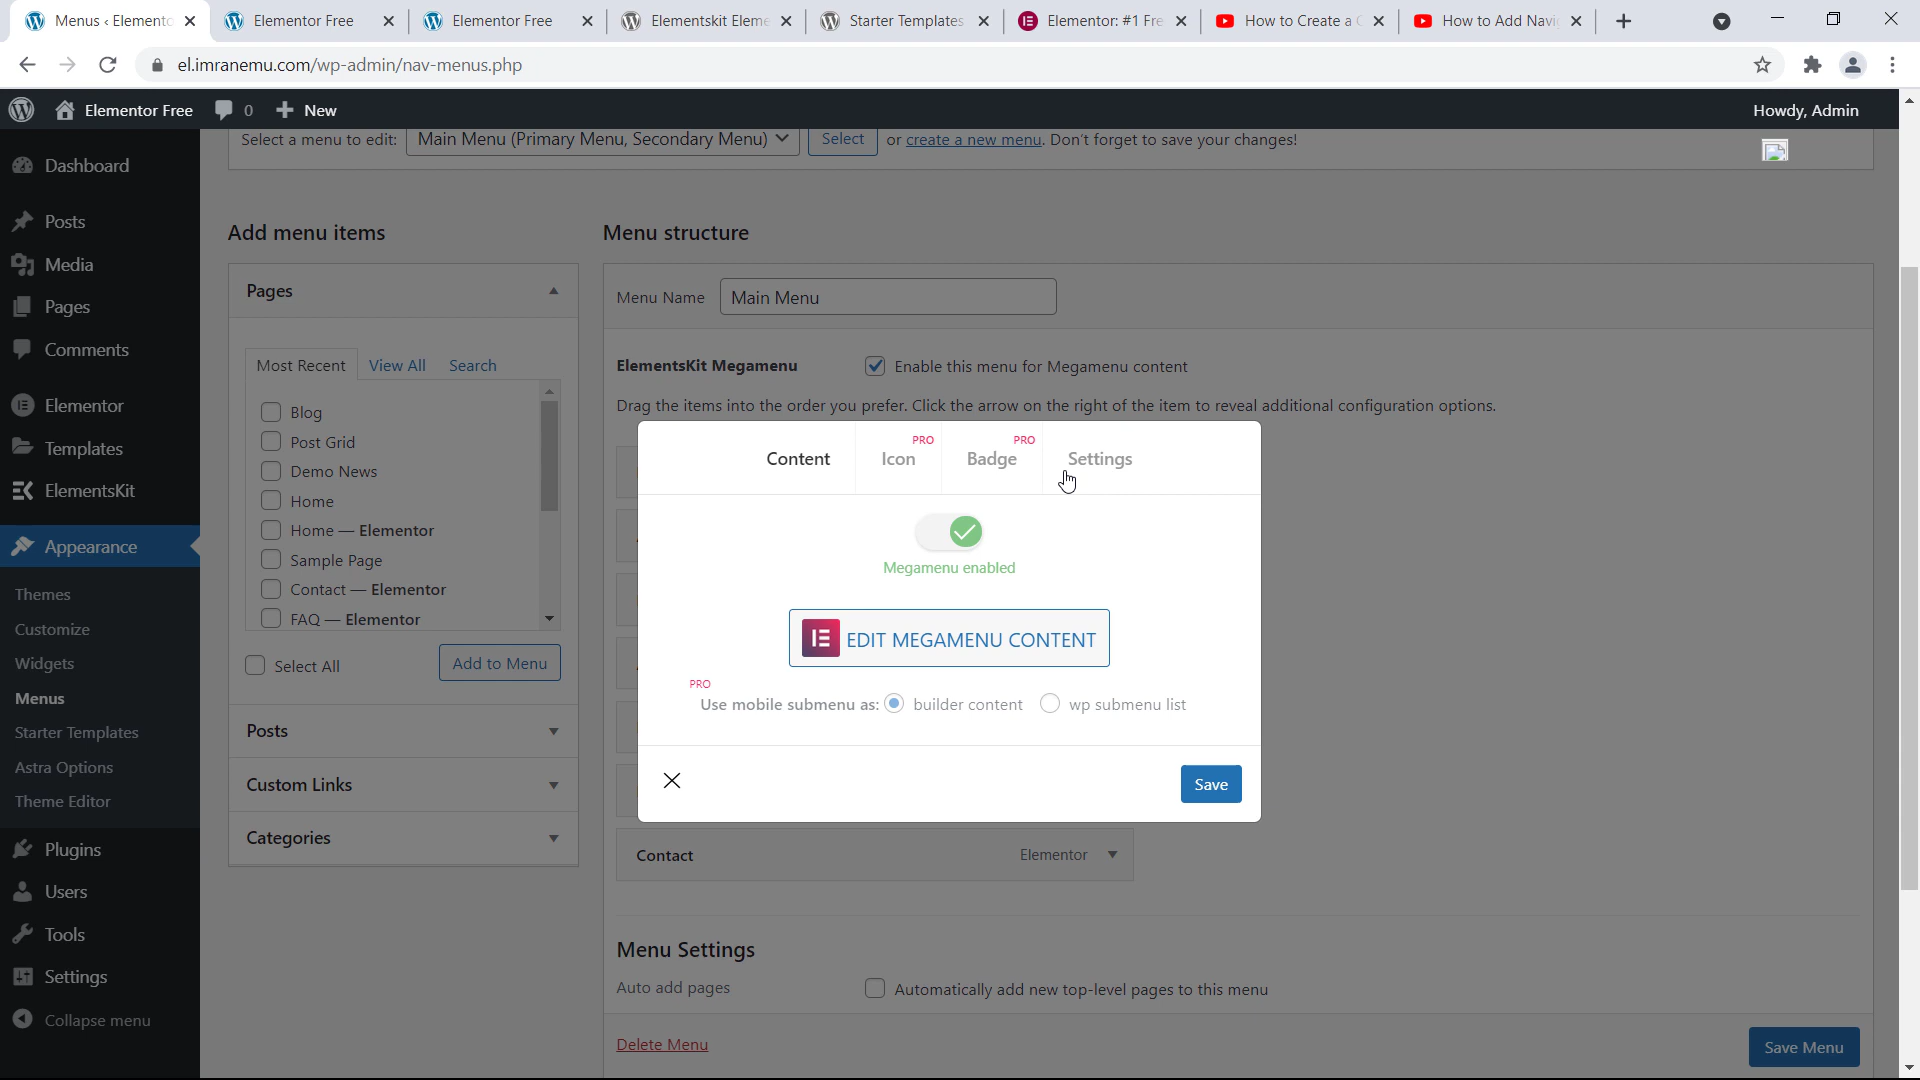 Menus ‹ Elemento
Elementor Free
Elementor Free
Elementskit Eleme
Starter Templates
Elementor: #1 Fre
How to Create a C
How to Add Navi
el.imranemu.com/wp-admin/nav-menus.php
Elementor Free
0
New
Howdy, Admin
Select a menu to edit: Main Menu (Primary Menu, Secondary Menu) Select or create a new menu. Don't forget to save your changes!
Dashboard
Posts
Media
Pages
Comments
Elementor
Templates
ElementsKit
Appearance
Themes
Customize
Widgets
Menus
Starter Templates
Astra Options
Theme Editor
Plugins
Users
Tools
Settings
Collapse menu
Add menu items
Pages
Most Recent View All Search
Blog
Post Grid
Demo News
Home
Home — Elementor
Sample Page
Contact — Elementor
FAQ — Elementor
Select All Add to Menu
Posts
Custom Links
Categories
Menu structure
Menu Name Main Menu
ElementsKit Megamenu Enable this menu for Megamenu content
Drag the items into the order you prefer. Click the arrow on the right of the item to reveal additional configuration options.
PRO PRO
Content Icon Badge Settings
Megamenu enabled
EDIT MEGAMENU CONTENT
PRO
Use mobile submenu as: builder content wp submenu list
Save
Contact Elementor
Menu Settings
Auto add pages Automatically add new top-level pages to this menu
Delete Menu
Save Menu